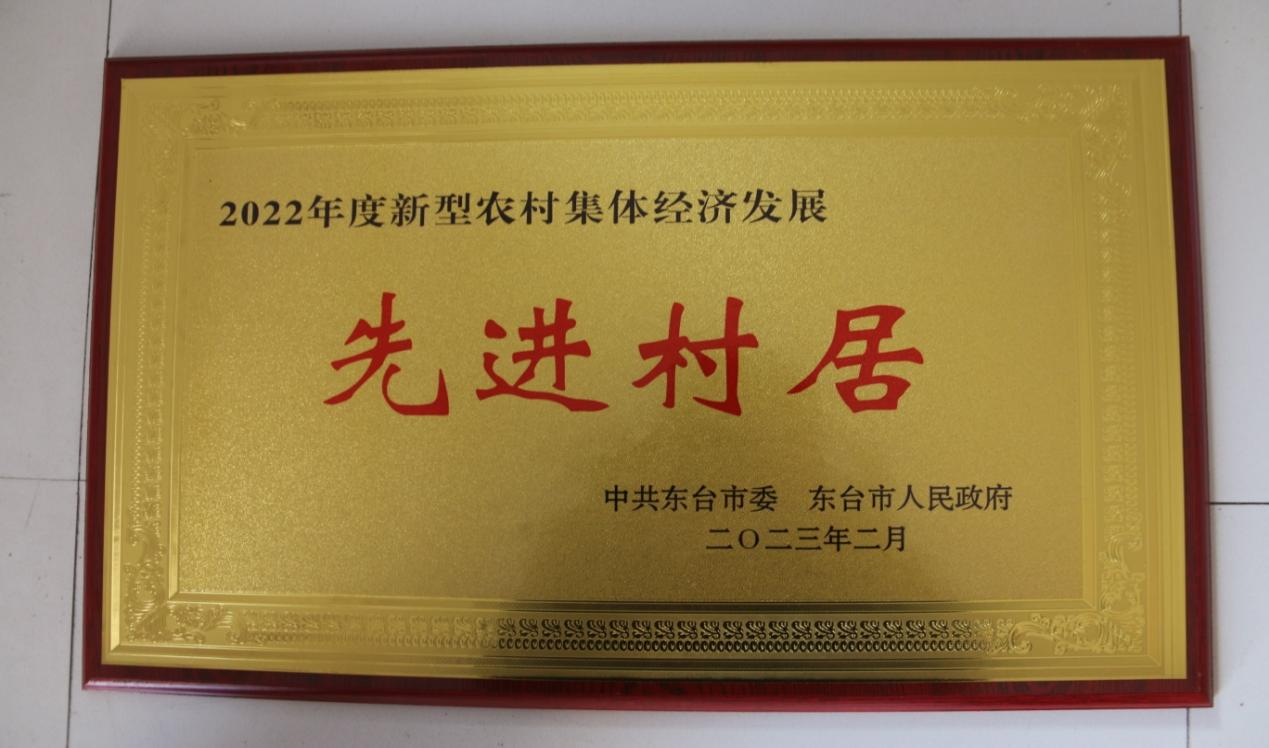 2022年度新型农村集体经济发展
先进村居
中共东台市委 东台市人民政府
二〇二三年二月